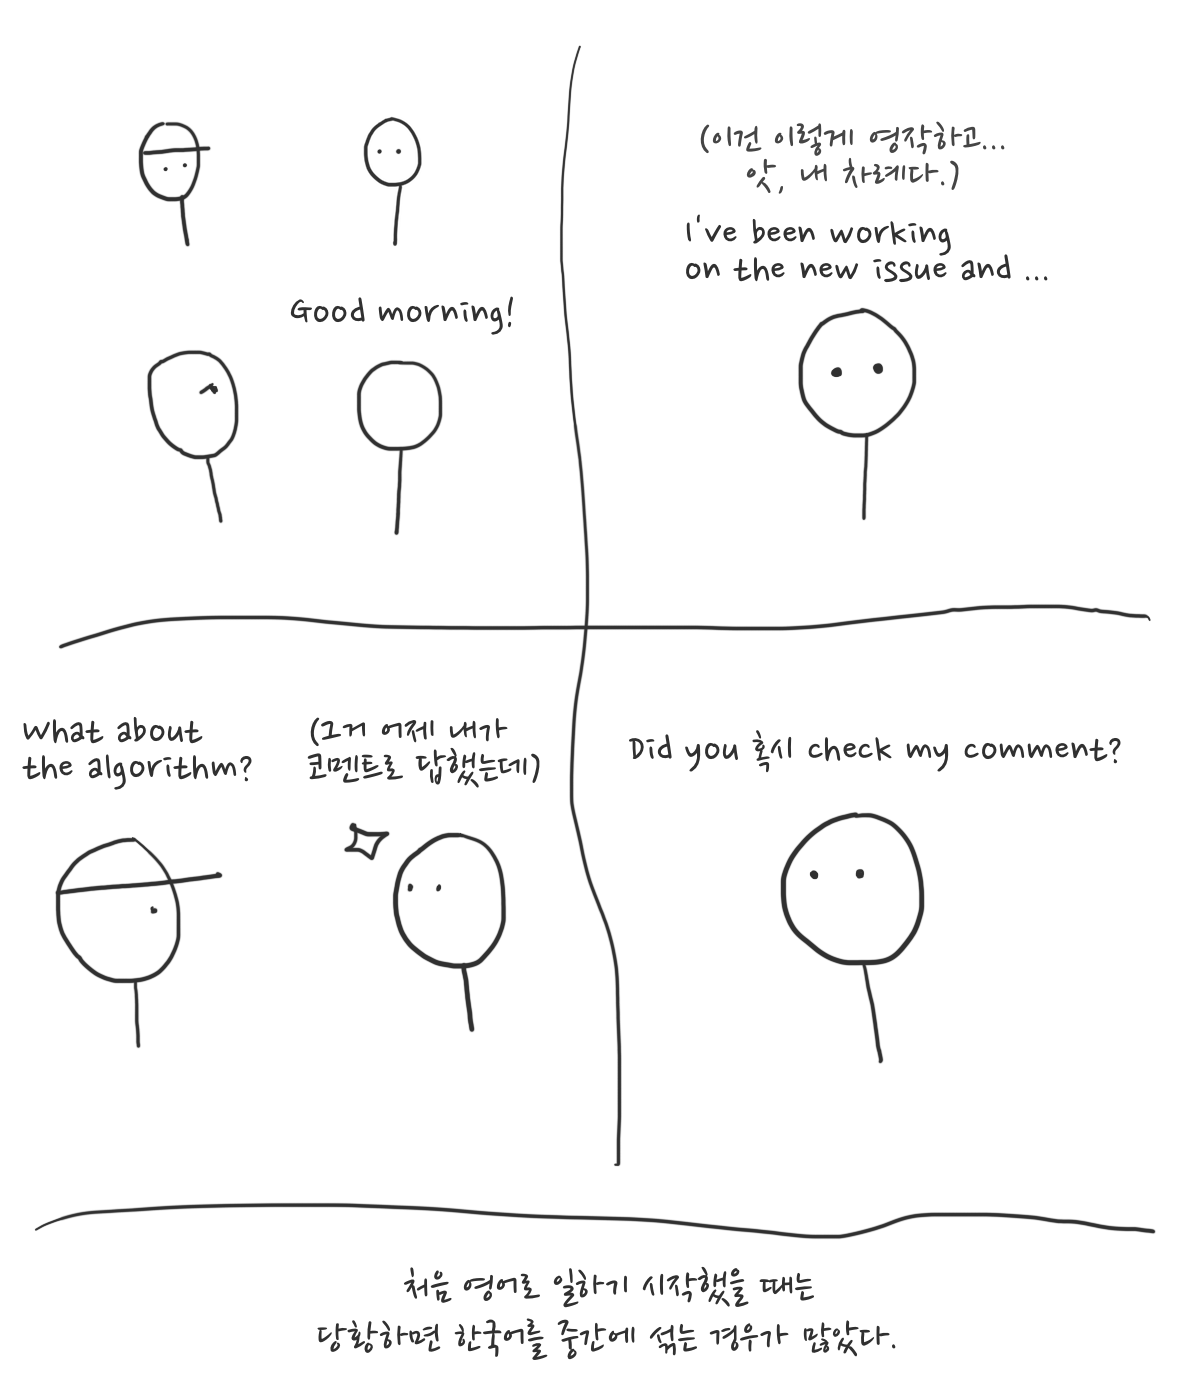 Good morning!
(이건 이렇게 영작하고...
앗, 내 차례다.)
I've been working
on the new issue and ...
What about
the algorithm?
(그거 어제 내가
코멘트로 답했는데)
Did you 혹시 check my comment?
처음 영어로 일하기 시작했을 때는
당황하면 한국어를 중간에 섞는 경우가 많았다.